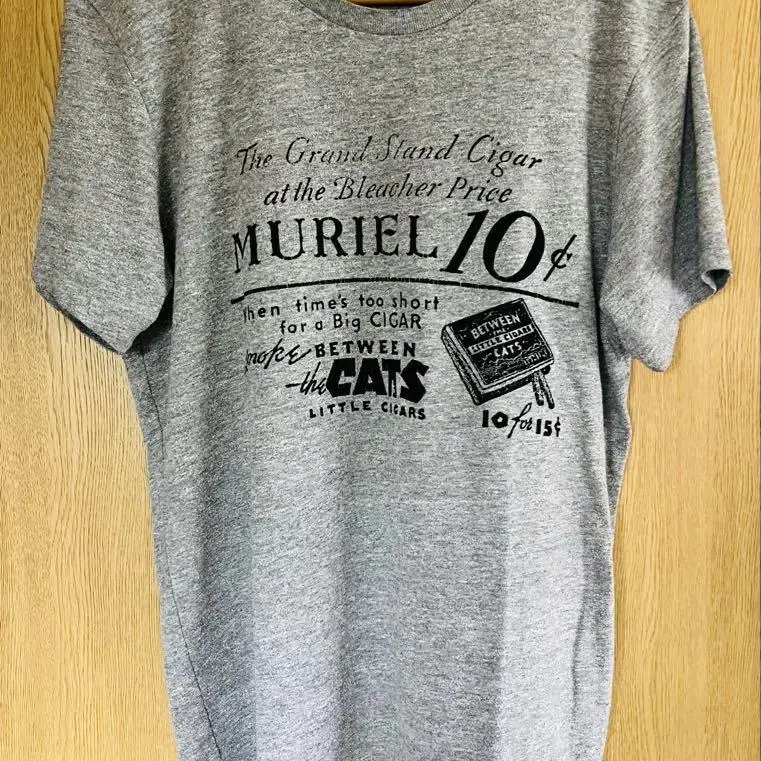 The Grand Stand Cigar
at the Bleacher Price
MURIEL 10¢
When time's too short
for a Big CIGAR
Smoke BETWEEN
the CATS
LITTLE CIGARS
BETWEEN
the
LITTLE CIGARS
CATS
10 for 15¢